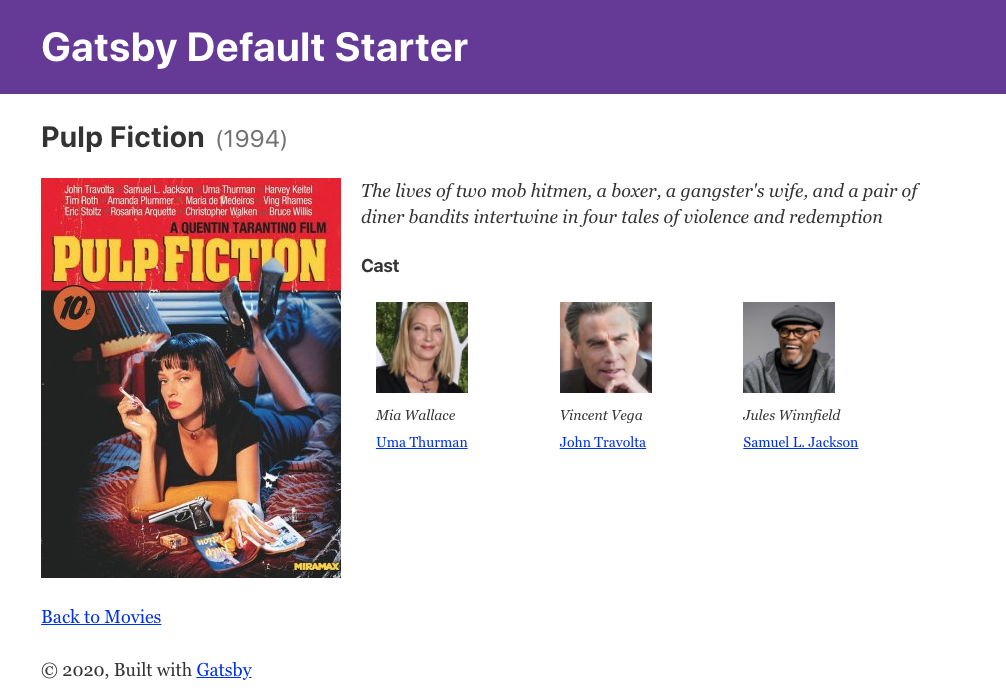 Gatsby Default Starter
Pulp Fiction (1994)
John Travolta Samuel L. Jackson Uma Thurman Harvey Keitel
Tim Roth Amanda Plummer Maria de Medeiros Ving Rhames
Eric Stoltz Rosanna Arquette Christopher Walken Bruce Willis
A QUENTIN TARANTINO FILM
PULP FICTION
10¢
MIRAMAX
The lives of two mob hitmen, a boxer, a gangster's wife, and a pair of
diner bandits intertwine in four tales of violence and redemption
Cast
Mia Wallace
Uma Thurman
Vincent Vega
John Travolta
Jules Winnfield
Samuel L. Jackson
Back to Movies
© 2020, Built with Gatsby